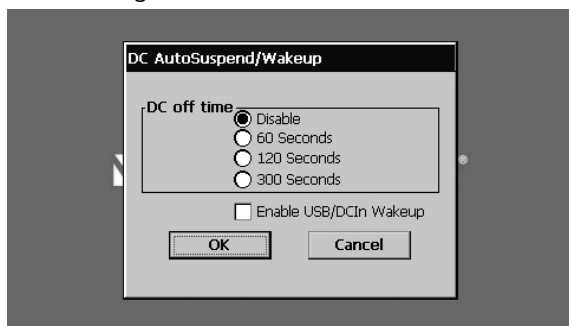 DC AutoSuspend/Wakeup
DC off time
Disable
60 Seconds
120 Seconds
300 Seconds
Enable USB/DCIn Wakeup
OK
Cancel
®